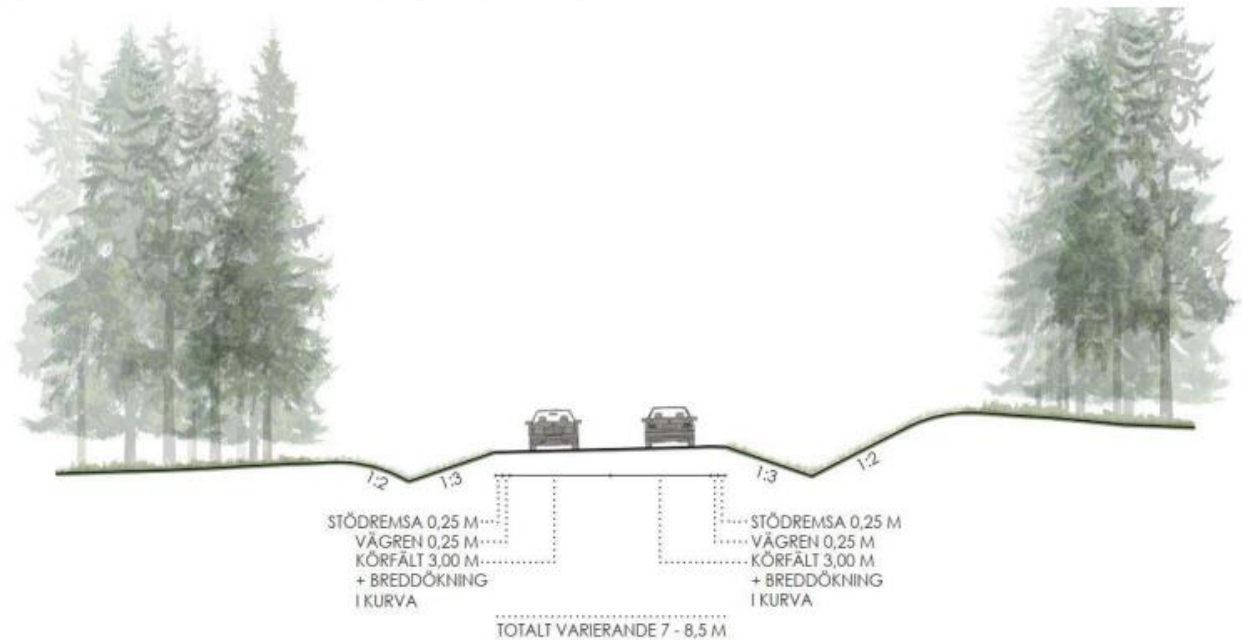 1:2
1:3
1:3
1:2
STÖDREMSA 0,25 M
VÄGREN 0,25 M
KÖRFÄLT 3,00 M
+ BREDDÖKNING
I KURVA
STÖDREMSA 0,25 M
VÄGREN 0,25 M
KÖRFÄLT 3,00 M
+ BREDDÖKNING
I KURVA
TOTALT VARIERANDE 7 - 8,5 M